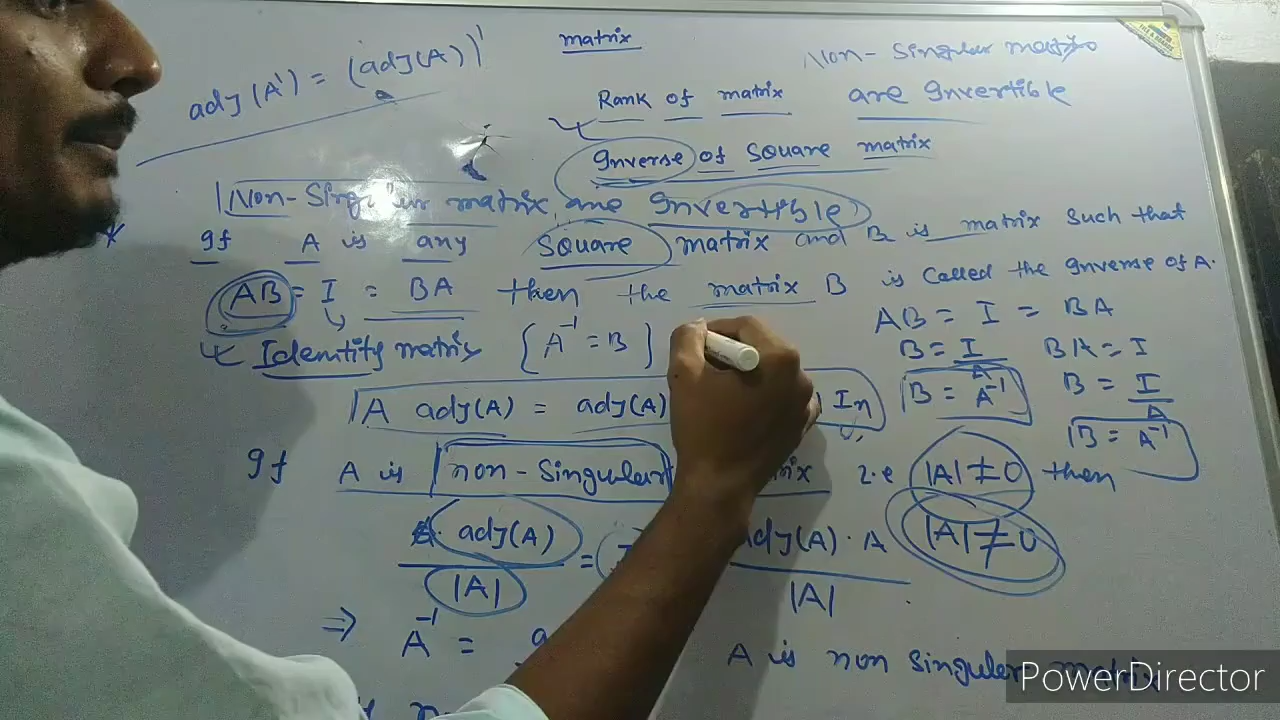 matrix
adj(A') = (adj(A))'
Non-Singular matrix
Rank of matrix are Invertible
Inverse of Square matrix
Non-Singular matrix are Invertible
* If A is any Square matrix and B is matrix Such that
AB = I = BA then the matrix B is called the Inverse of A.
Identity matrix {A⁻¹ = B}
AB = I = BA
B = I/A BA = I
B = A⁻¹ B = I/A
B = A⁻¹
A adj(A) = adj(A) In
If A is non-Singular i.e |A| ≠ 0 then
adj(A)/|A| = adj(A)·A/|A| |A| ≠ 0
⇒ A⁻¹ = A is non Singular matrix
PowerDirector